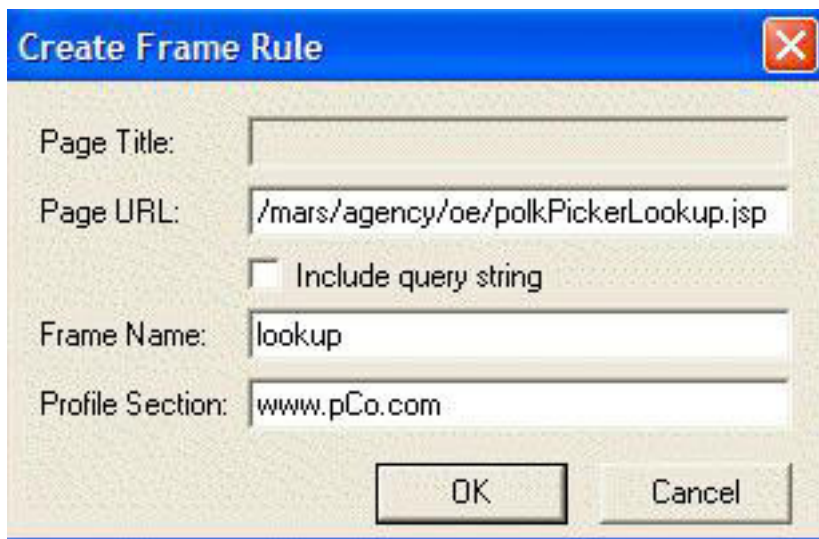 Create Frame Rule
Page Title:
Page URL: /mars/agency/oe/polkPickerLookup.jsp
Include query string
Frame Name: lookup
Profile Section: www.pCo.com
OK Cancel